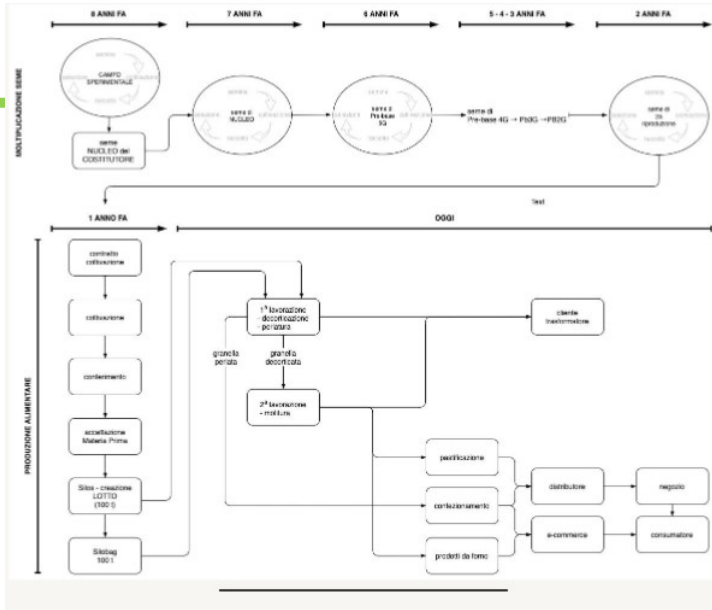 8 ANNI FA
7 ANNI FA
6 ANNI FA
5 - 4 - 3 ANNI FA
2 ANNI FA
MOLTIPLICAZIONE SEME
CAMPO
SPERIMENTALE
seme
NUCLEO del
COSTITUTORE
seme di
NUCLEO
seme di
Pre-base
5G
seme di
Pre-base 4G → Pb3G → PB2G
seme di
riproduzione
Text
1 ANNO FA
OGGI
PRODUZIONE ALIMENTARE
contratto
coltivazione
coltivazione
conferimento
accettazione
Materia Prima
Silos - creazione
LOTTO
(100 t)
Silobag
100 t
1ª lavorazione
- decorticazione
- perlatura
granella
perlata
granella
decorticata
2ª lavorazione
- molitura
cliente
trasformatore
pastificazione
confezionamento
prodotti da forno
distributore
e-commerce
negozio
consumatore